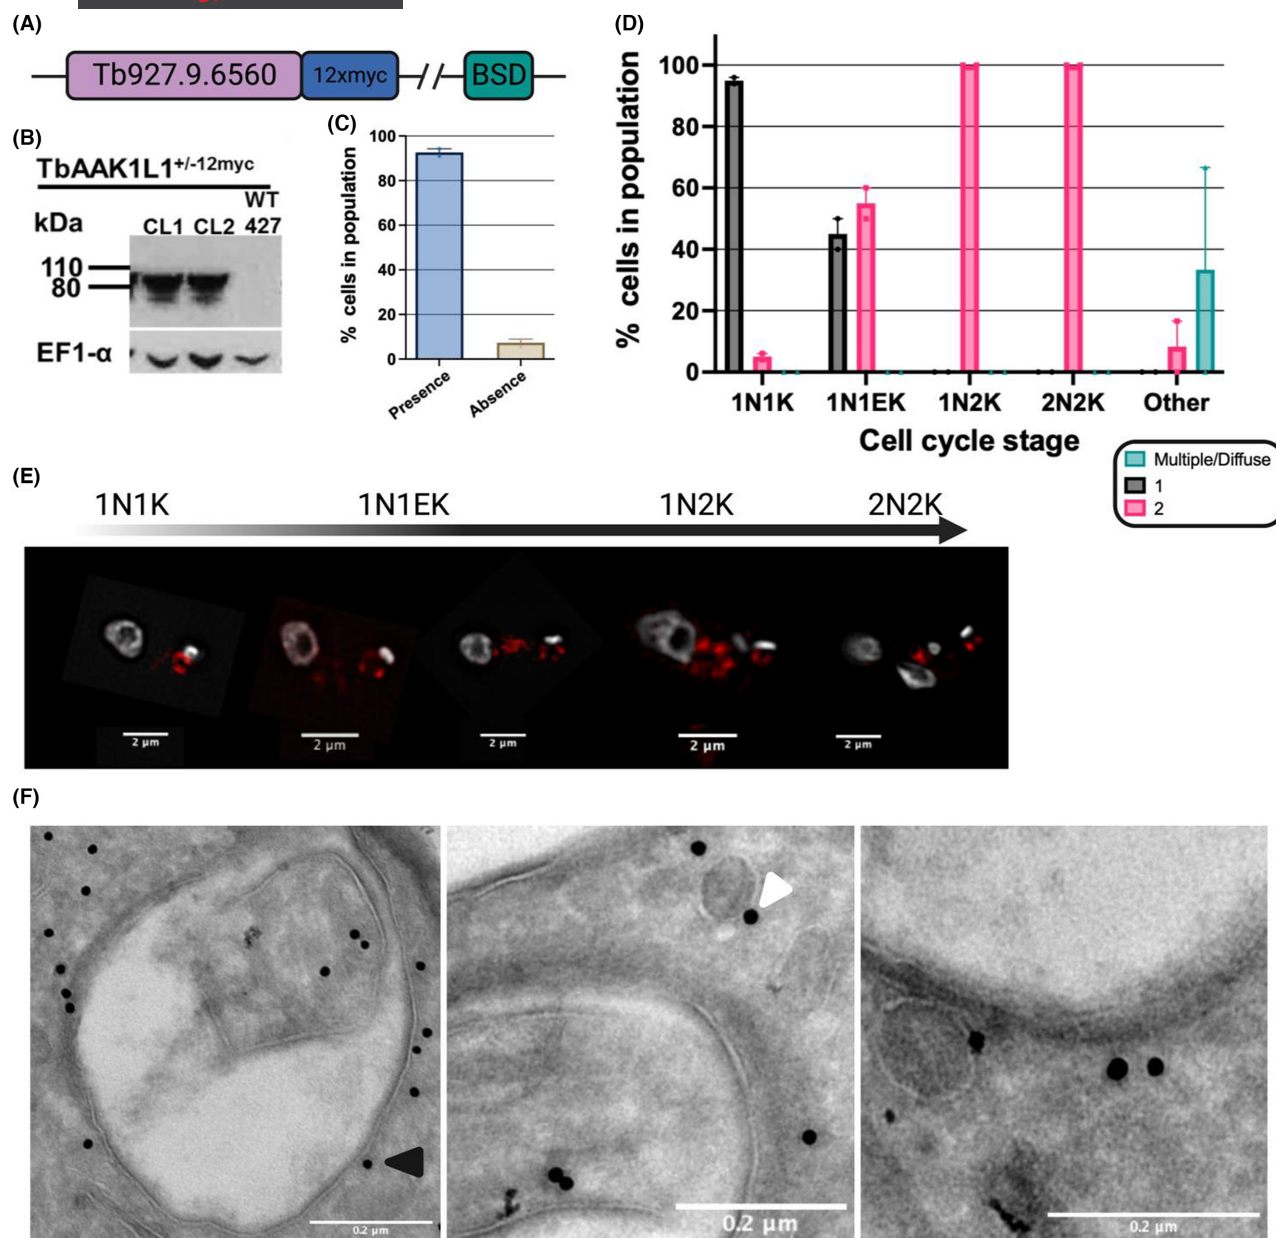 (A)
Tb927.9.6560
12xmyc
BSD
(B)
TbAAK1L1+/-12myc
WT
kDa
CL1 CL2 427
110
80
EF1-α
(C)
% cells in population
100
80
60
40
20
0
Presence
Absence
(D)
% cells in population
100
80
60
40
20
0
1N1K 1N1EK 1N2K 2N2K Other
Cell cycle stage
Multiple/Diffuse
1
2
(E)
1N1K 1N1EK 1N2K 2N2K
2 μm 2 μm 2 μm 2 μm 2 μm
(F)
0.2 μm 0.2 μm 0.2 μm